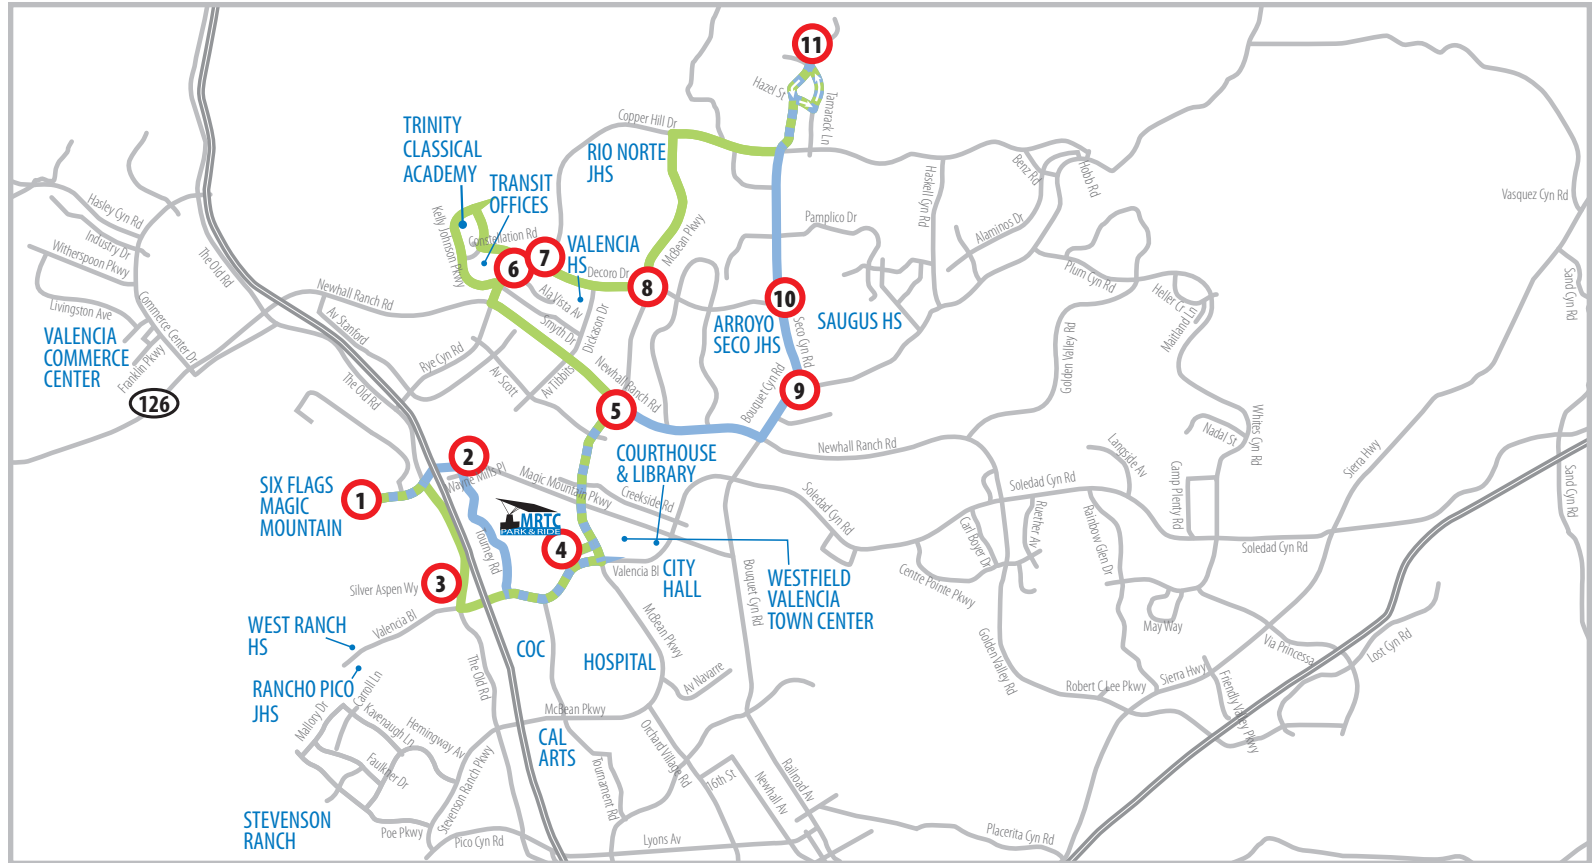 11
Hazel St
Tamarack Ln
Copper Hill Dr
TRINITY
CLASSICAL
ACADEMY
RIO NORTE
JHS
TRANSIT
OFFICES
Kelly Johnson Pkwy
Constellation Rd
6
7
VALENCIA
HS
Decoro Dr
8
McBean Pkwy
Ala Vista Av
Smyth Dr
Dickason Dr
Pamplico Dr
Haskell Cyn Rd
Alaminos Dr
Benz Rd
Hobb Rd
Plum Cyn Rd
Heller Cr
Maitland Ln
Vasquez Cyn Rd
Sand Cyn Rd
Hasley Cyn Rd
Industry Dr
Witherspoon Pkwy
Livingston Ave
The Old Rd
Commerce Center Dr
Franklin Pkwy
VALENCIA
COMMERCE
CENTER
126
Newhall Ranch Rd
Av Stanford
Rye Cyn Rd
Av Scott
Av Tibbits
Newhall Ranch Rd
The Old Rd
10
ARROYO
SECO JHS
Seco Cyn Rd
SAUGUS HS
9
Bouquet Cyn Rd
5
Newhall Ranch Rd
Golden Valley Rd
Whites Cyn Rd
Nadal St
Langside Av
Camp Plenty Rd
Sierra Hwy
Sand Cyn Rd
COURTHOUSE
& LIBRARY
2
Wayne Mills Pl
Magic Mountain Pkwy
Creekside Rd
SIX FLAGS
MAGIC
MOUNTAIN
1
MRTC
PARK & RIDE
4
Tourney Rd
Soledad Cyn Rd
Soledad Cyn Rd
Soledad Cyn Rd
Carl Boyer Dr
Ruether Av
Rainbow Glen Dr
Centre Pointe Pkwy
3
Silver Aspen Wy
Valencia Bl
Valencia Bl
CITY
HALL
WESTFIELD
VALENCIA
TOWN CENTER
Bouquet Cyn Rd
WEST RANCH
HS
RANCHO PICO
JHS
COC
HOSPITAL
McBean Pkwy
Av Navarre
The Old Rd
McBean Pkwy
CAL
ARTS
Mallory Dr
Carroll Ln
Kavenaugh Ln
Hemingway Av
Faulkner Dr
Stevenson Ranch Pkwy
STEVENSON
RANCH
Poe Pkwy
Pico Cyn Rd
Lyons Av
Tournament Rd
Orchard Village Rd
16th St
Newhall Av
Railroad Av
Placerita Cyn Rd
Golden Valley Rd
Robert C Lee Pkwy
Sierra Hwy
May Way
Via Princessa
Lost Cyn Rd
Friendly Valley Pkwy